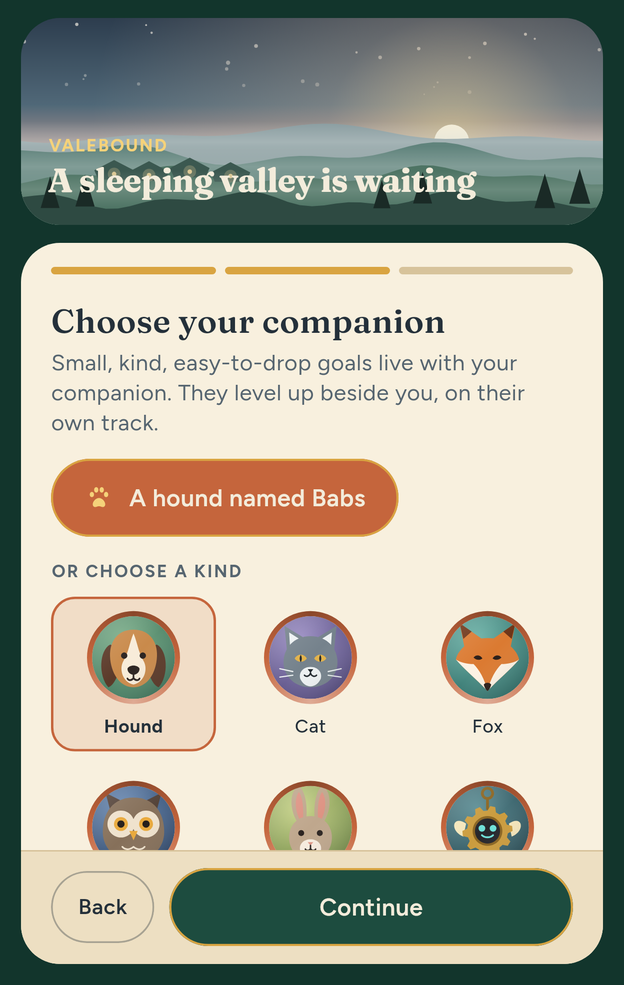 VALEBOUND
A sleeping valley is waiting
Choose your companion
Small, kind, easy-to-drop goals live with your
companion. They level up beside you, on their
own track.
A hound named Babs
OR CHOOSE A KIND
Hound
Cat
Fox
Back
Continue